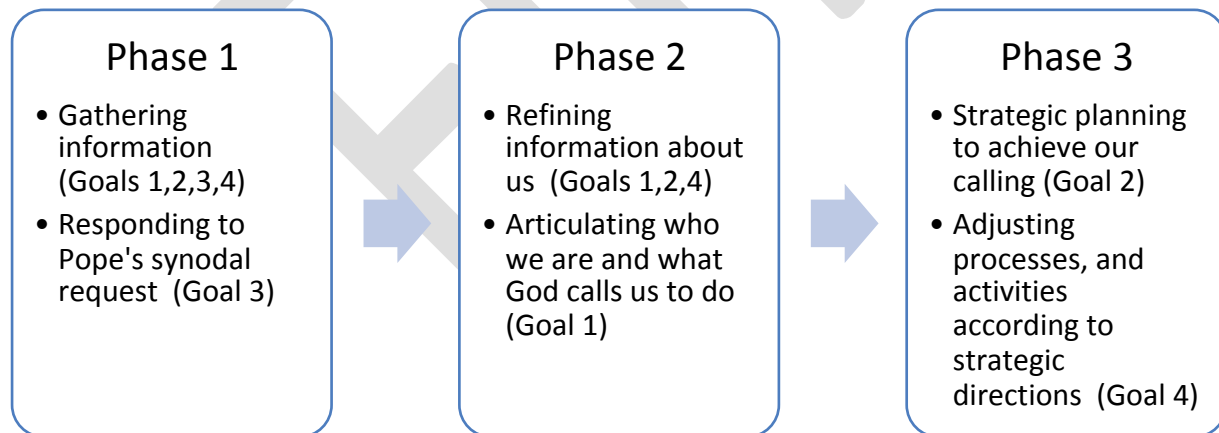 Phase 1
• Gathering
information
(Goals 1,2,3,4)
• Responding to
Pope's synodal
request  (Goal 3)
Phase 2
• Refining
information about
us  (Goals 1,2,4)
• Articulating who
we are and what
God calls us to do
(Goal 1)
Phase 3
• Strategic planning
to achieve our
calling (Goal 2)
• Adjusting
processes, and
activities
according to
strategic
directions  (Goal 4)